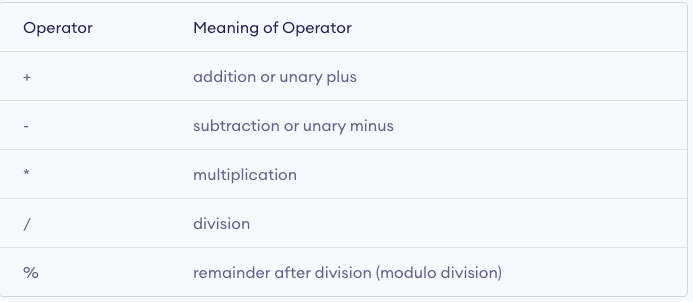 Operator Meaning of Operator
+ addition or unary plus
- subtraction or unary minus
* multiplication
/ division
% remainder after division (modulo division)